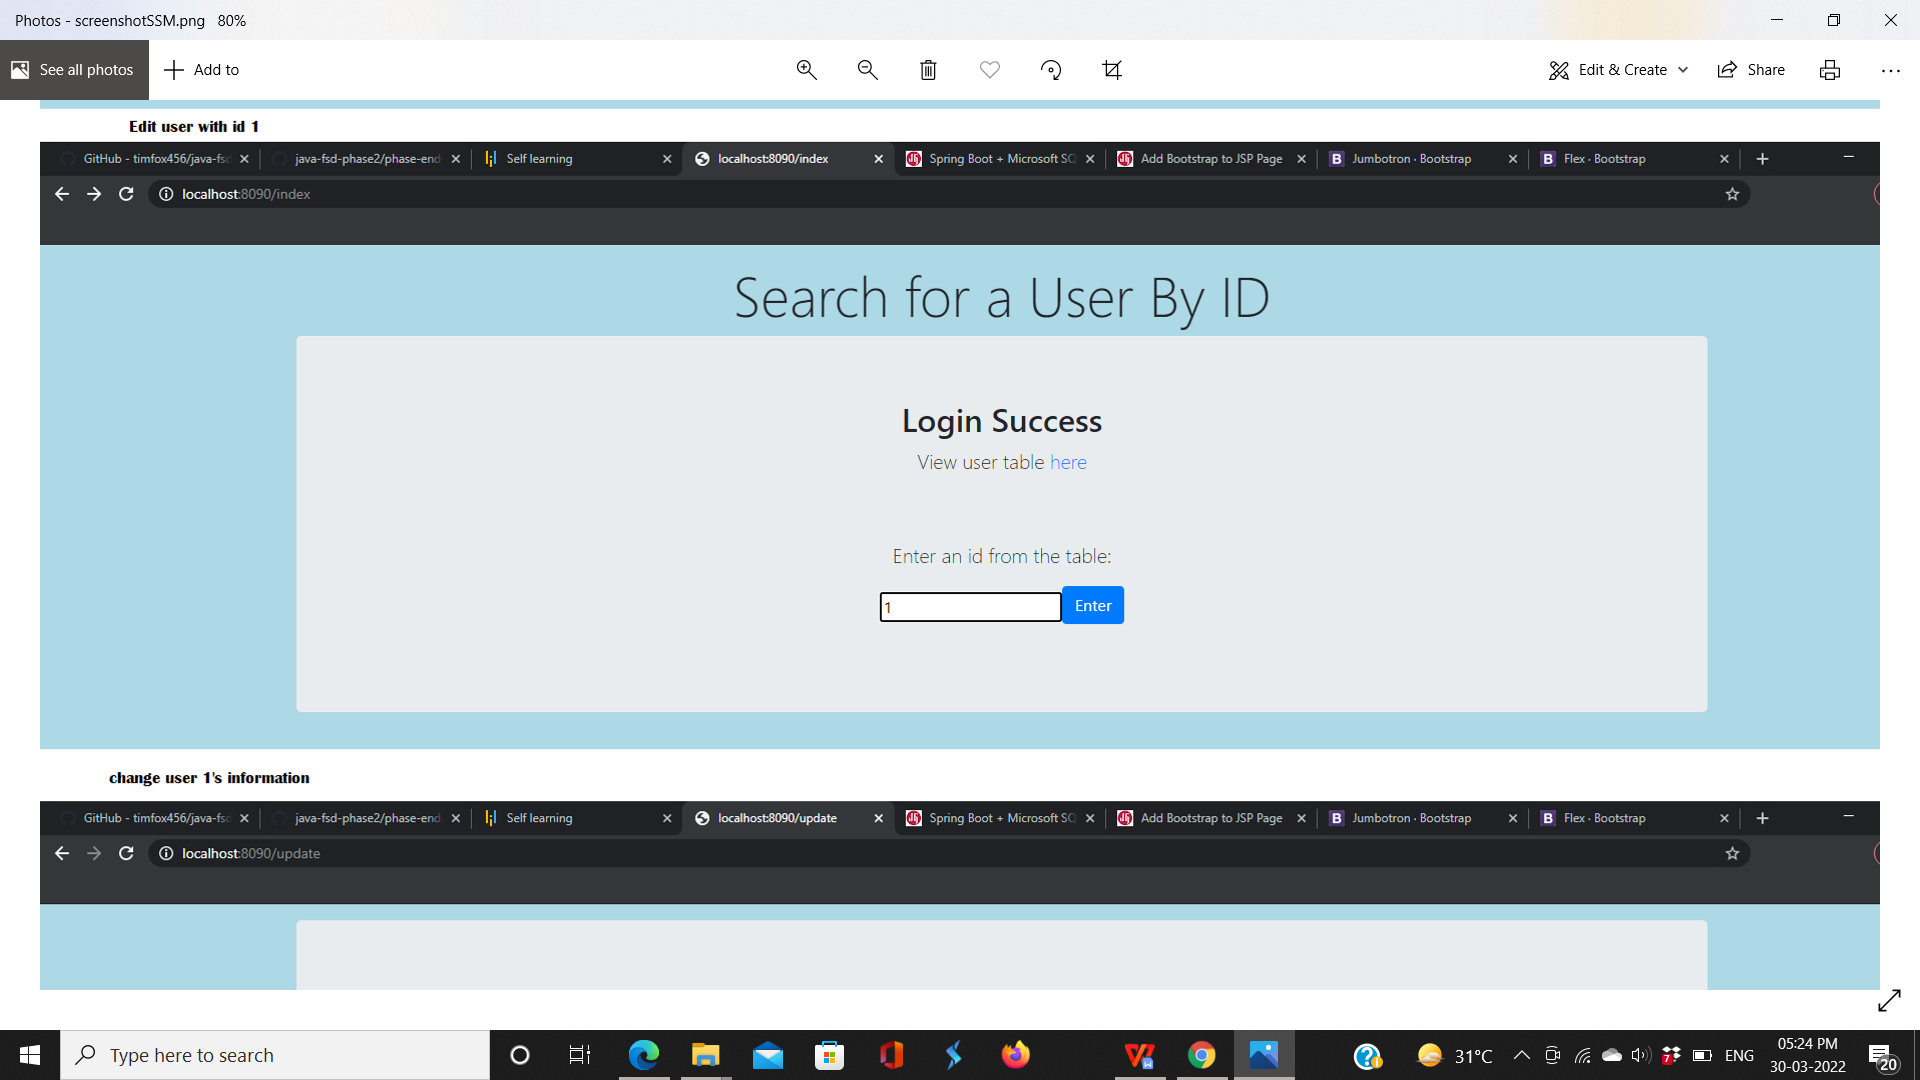 Photos - screenshotSSM.png 80%
See all photos
Add to
Edit & Create
Share
Edit user with id 1
GitHub - timfox456/java-fsd
java-fsd-phase2/phase-end
Self learning
localhost:8090/index
Spring Boot + Microsoft SQ
Add Bootstrap to JSP Page
B Jumbotron · Bootstrap
B Flex · Bootstrap
localhost:8090/index
Search for a User By ID
Login Success
View user table here
Enter an id from the table:
1
Enter
change user 1's information
GitHub - timfox456/java-fsd
java-fsd-phase2/phase-end
Self learning
localhost:8090/update
Spring Boot + Microsoft SQ
Add Bootstrap to JSP Page
B Jumbotron · Bootstrap
B Flex · Bootstrap
localhost:8090/update
Type here to search
31°C
7
ENG
05:24 PM
30-03-2022
20